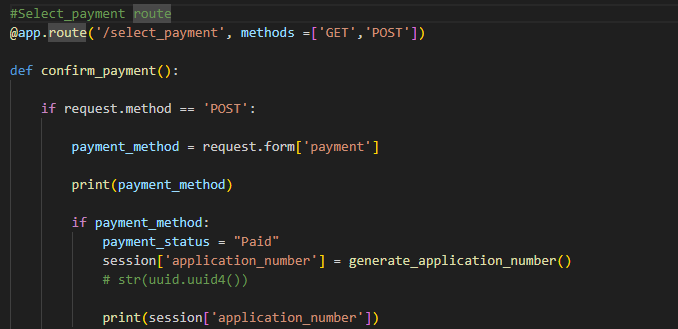 #Select_payment route
@app.route('/select_payment', methods =['GET','POST'])
def confirm_payment():
if request.method == 'POST':
payment_method = request.form['payment']
print(payment_method)
if payment_method:
payment_status = "Paid"
session['application_number'] = generate_application_number()
# str(uuid.uuid4())
print(session['application_number'])